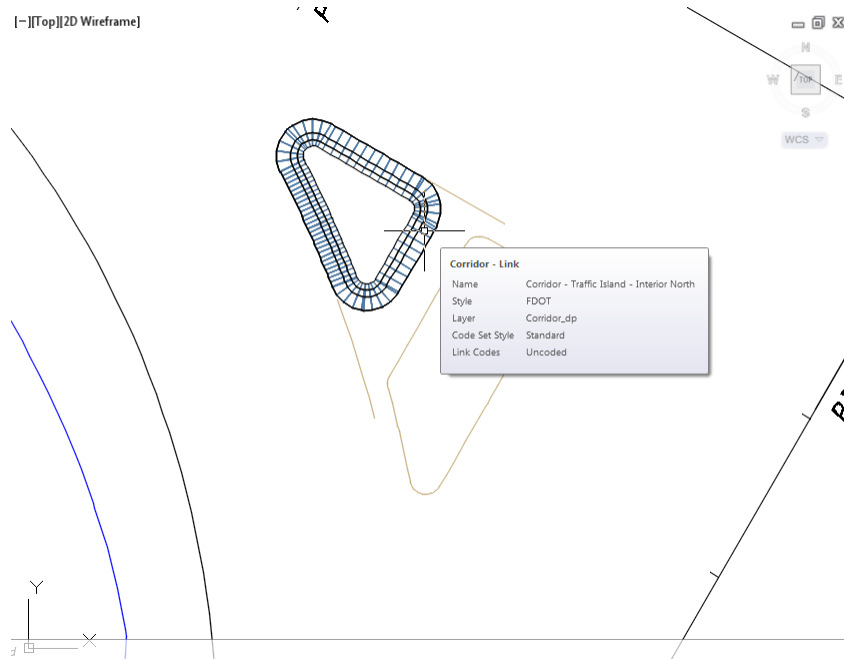 [−][Top][2D Wireframe]
N
W
TOP
E
S
WCS
Corridor - Link
Name Corridor - Traffic Island - Interior North
Style FDOT
Layer Corridor_dp
Code Set Style Standard
Link Codes Uncoded
Y
X